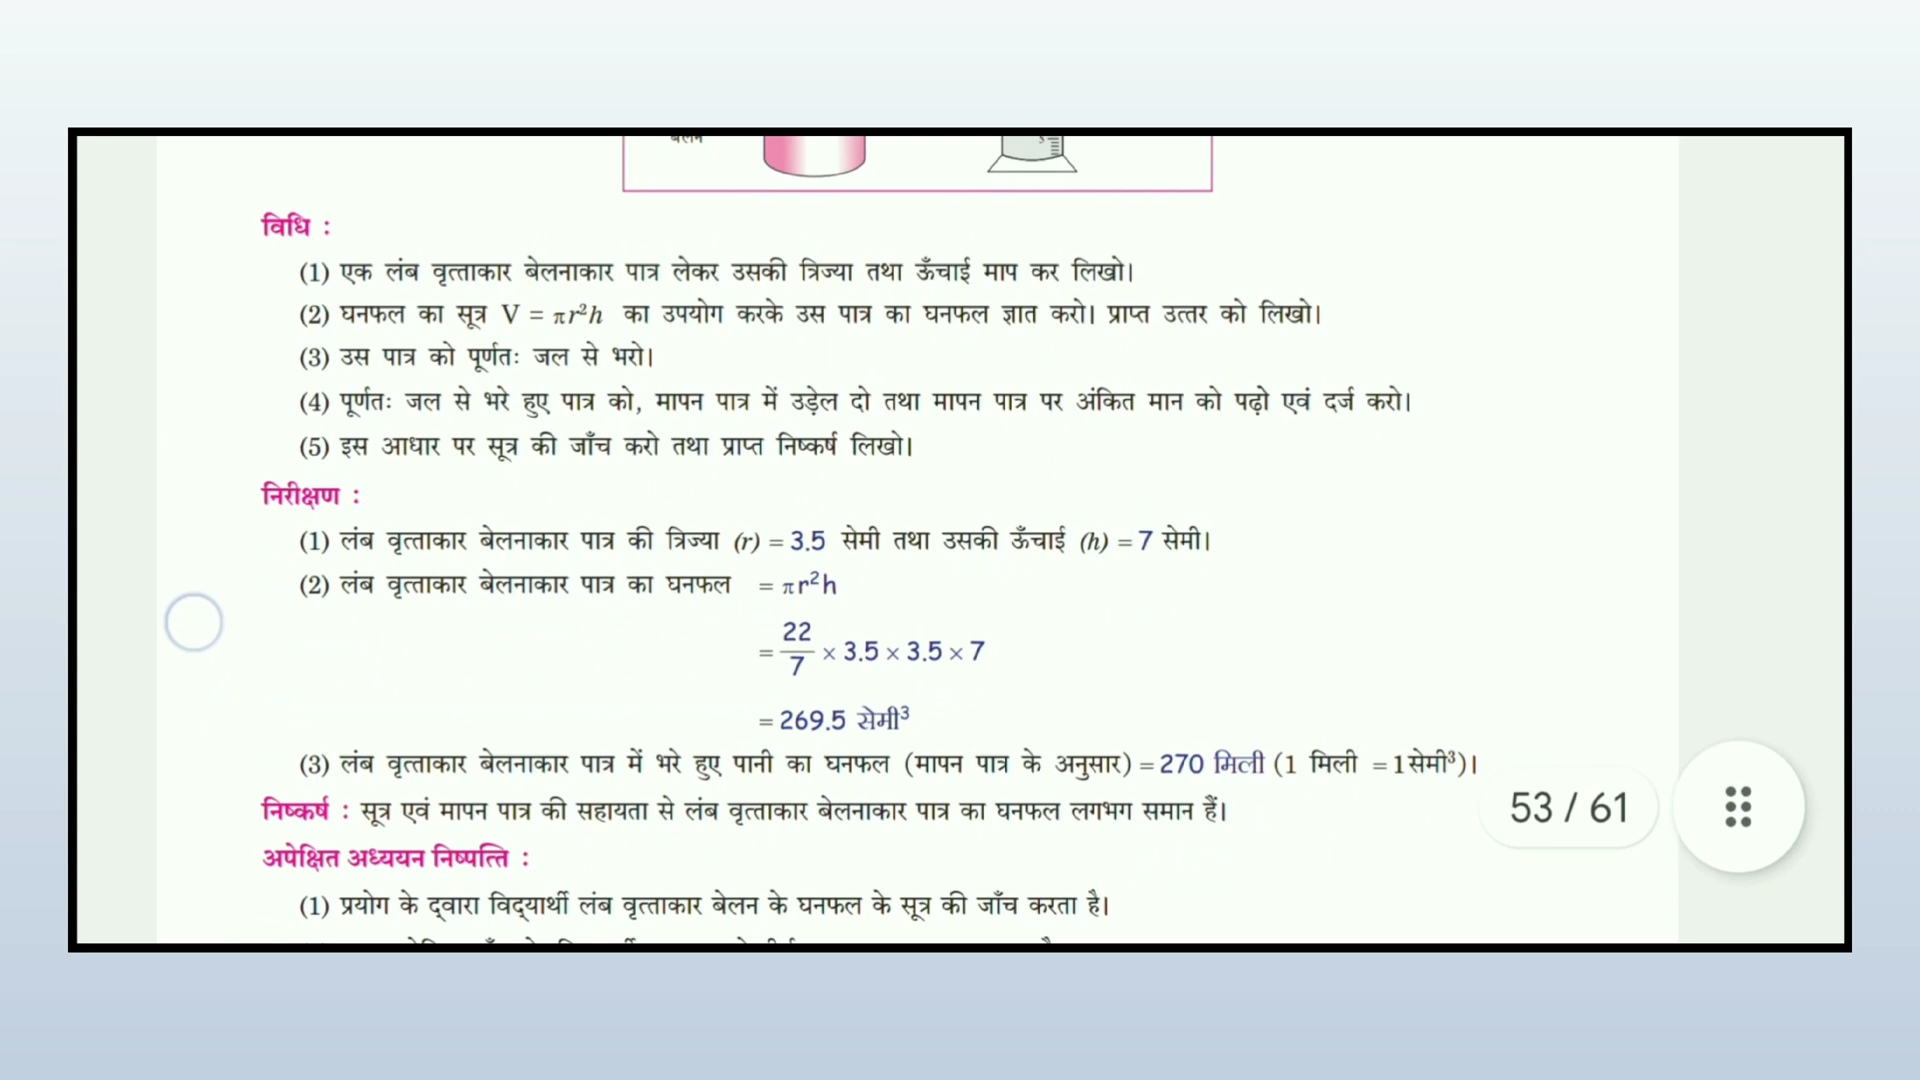 बेलन
विधि :
(1) एक लंब वृत्ताकार बेलनाकार पात्र लेकर उसकी त्रिज्या तथा ऊँचाई माप कर लिखो।
(2) घनफल का सूत्र V = πr²h का उपयोग करके उस पात्र का घनफल ज्ञात करो। प्राप्त उत्तर को लिखो।
(3) उस पात्र को पूर्णतः जल से भरो।
(4) पूर्णतः जल से भरे हुए पात्र को, मापन पात्र में उड़ेल दो तथा मापन पात्र पर अंकित मान को पढ़ो एवं दर्ज करो।
(5) इस आधार पर सूत्र की जाँच करो तथा प्राप्त निष्कर्ष लिखो।
निरीक्षण :
(1) लंब वृत्ताकार बेलनाकार पात्र की त्रिज्या (r) = 3.5 सेमी तथा उसकी ऊँचाई (h) = 7 सेमी।
(2) लंब वृत्ताकार बेलनाकार पात्र का घनफल = πr²h
= 22/7 × 3.5 × 3.5 × 7
= 269.5 सेमी³
(3) लंब वृत्ताकार बेलनाकार पात्र में भरे हुए पानी का घनफल (मापन पात्र के अनुसार) = 270 मिली (1 मिली = 1सेमी³)।
निष्कर्ष : सूत्र एवं मापन पात्र की सहायता से लंब वृत्ताकार बेलनाकार पात्र का घनफल लगभग समान हैं।
53 / 61
अपेक्षित अध्ययन निष्पत्ति :
(1) प्रयोग के द्वारा विद्यार्थी लंब वृत्ताकार बेलन के घनफल के सूत्र की जाँच करता है।